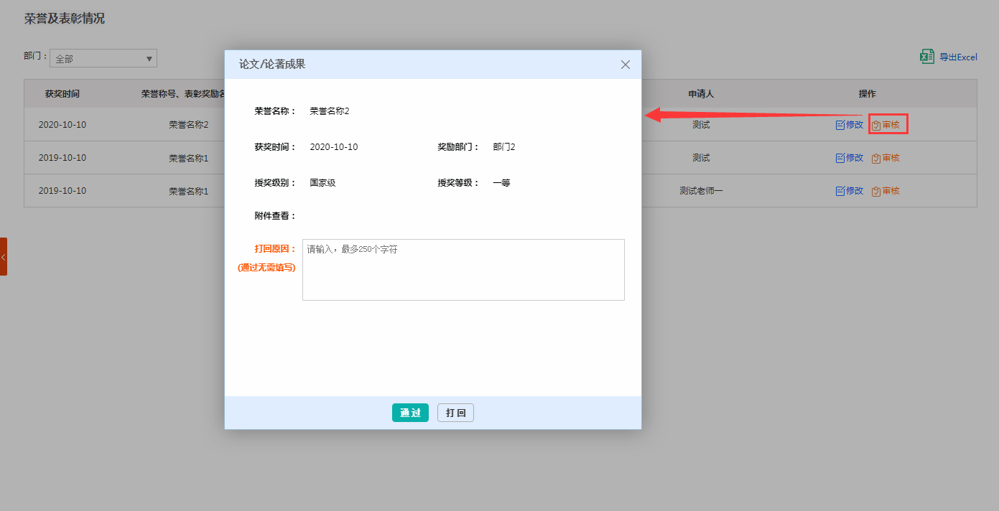 荣誉及表彰情况
部门： 全部 ▼ 导出Excel
论文/论著成果
获奖时间 荣誉称号、表彰奖励名 申请人 操作
荣誉名称： 荣誉名称2
2020-10-10 荣誉名称2 测试 修改 审核
获奖时间： 2020-10-10 奖励部门： 部门2
2019-10-10 荣誉名称1 测试 修改 审核
授奖级别： 国家级 授奖等级： 一等
2019-10-10 荣誉名称1 测试老师一 修改 审核
附件查看：
打回原因： 请输入，最多250个字符
(通过无需填写)
通过 打回